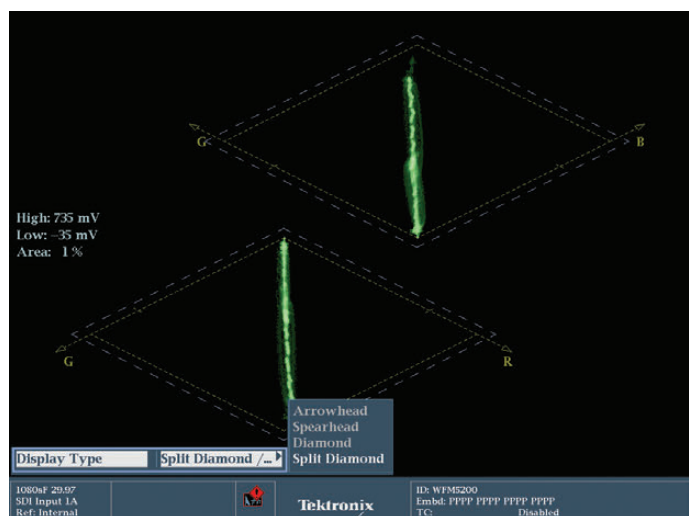 G
B
High: 735 mV
Low: –35 mV
Area: 1 %
G
R
Arrowhead
Spearhead
Diamond
Split Diamond
Display Type
Split Diamond /...
1080sF 29.97
SDI Input 1A
Ref: Internal
Tektronix
ID: WFM5200
Embd: PPPP PPPP PPPP PPPP
TC: Disabled